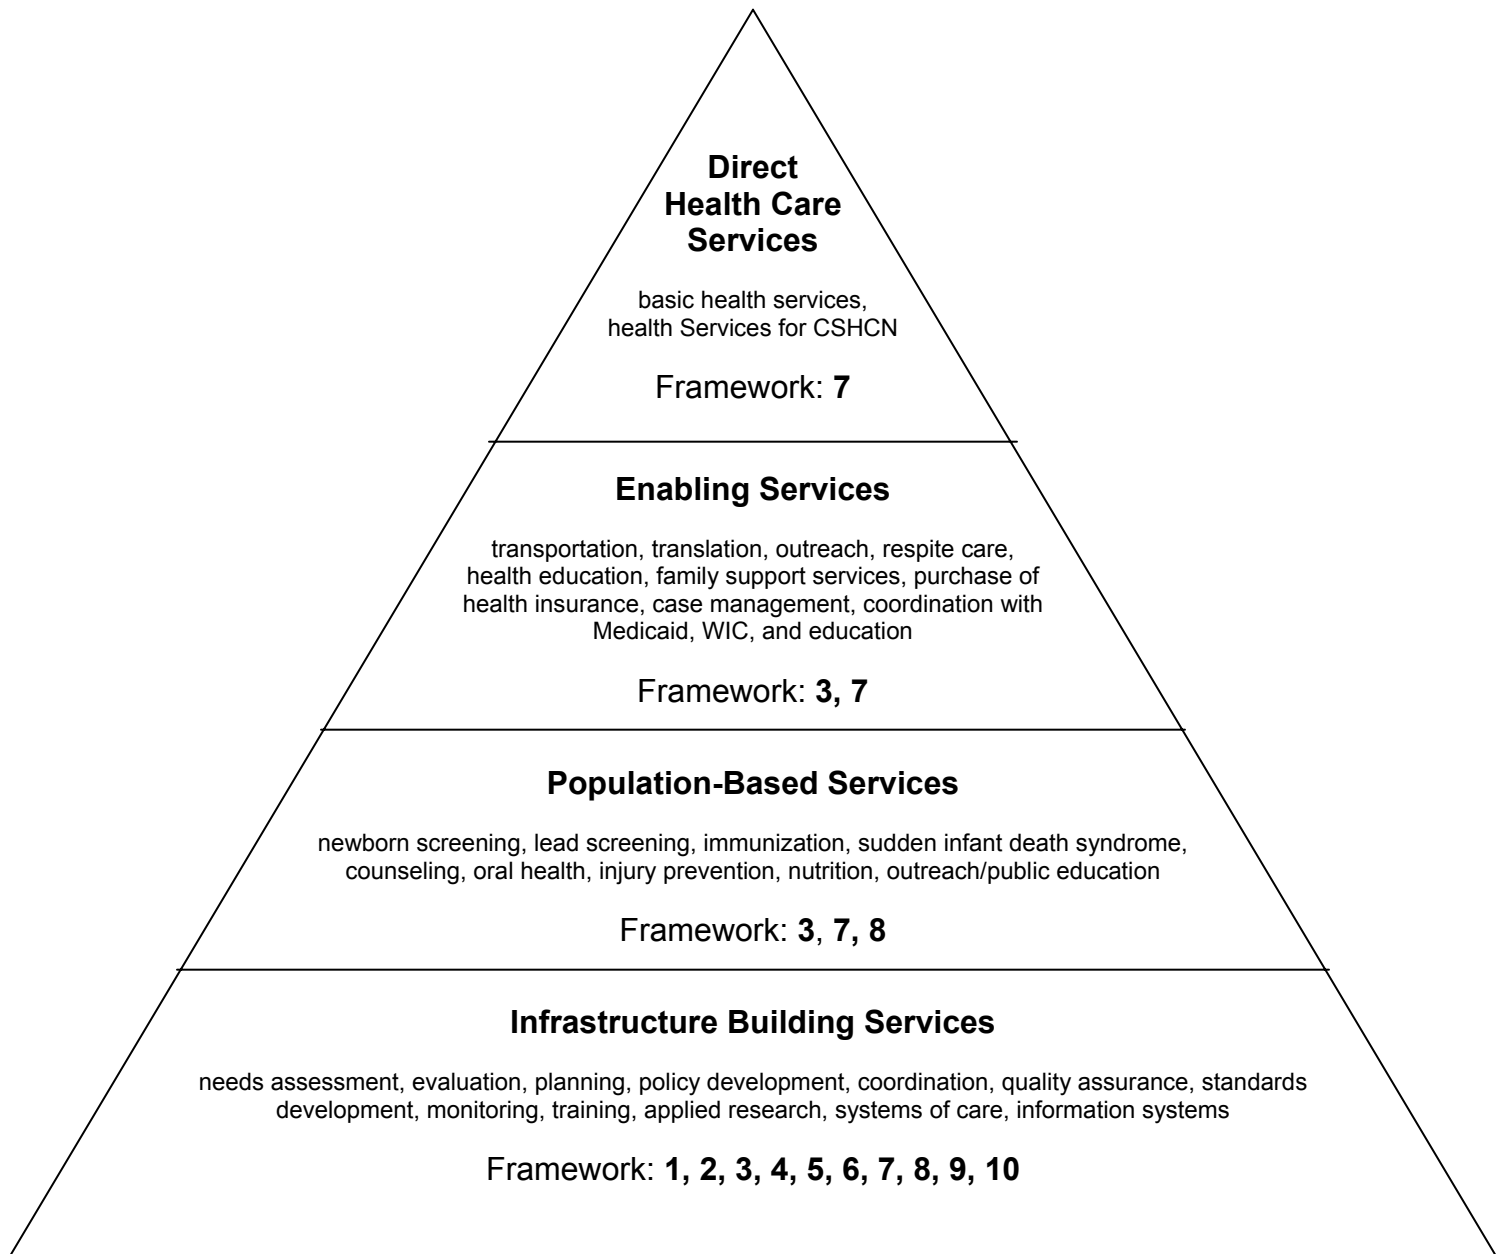 Direct
Health Care
Services
basic health services,
health Services for CSHCN
Framework: 7
Enabling Services
transportation, translation, outreach, respite care,
health education, family support services, purchase of
health insurance, case management, coordination with
Medicaid, WIC, and education
Framework: 3, 7
Population-Based Services
newborn screening, lead screening, immunization, sudden infant death syndrome,
counseling, oral health, injury prevention, nutrition, outreach/public education
Framework: 3, 7, 8
Infrastructure Building Services
needs assessment, evaluation, planning, policy development, coordination, quality assurance, standards
development, monitoring, training, applied research, systems of care, information systems
Framework: 1, 2, 3, 4, 5, 6, 7, 8, 9, 10